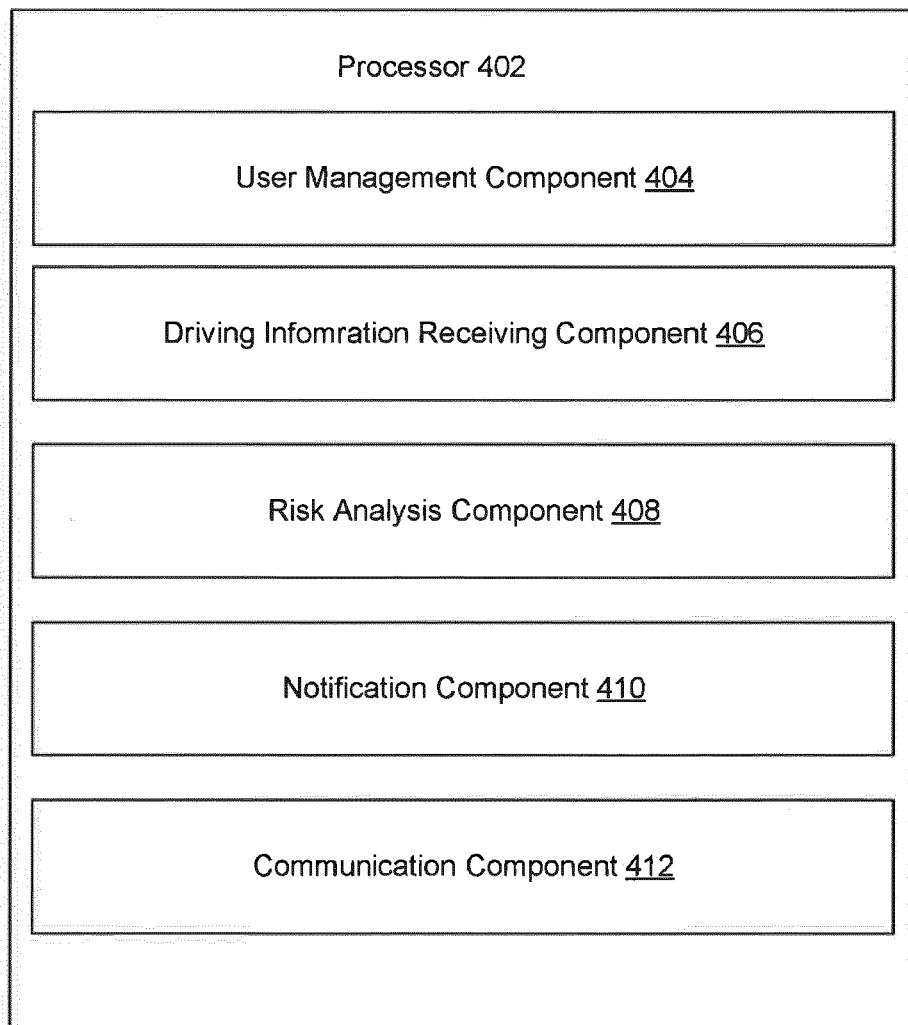 Processor 402
User Management Component 404
Driving Infomration Receiving Component 406
Risk Analysis Component 408
Notification Component 410
Communication Component 412